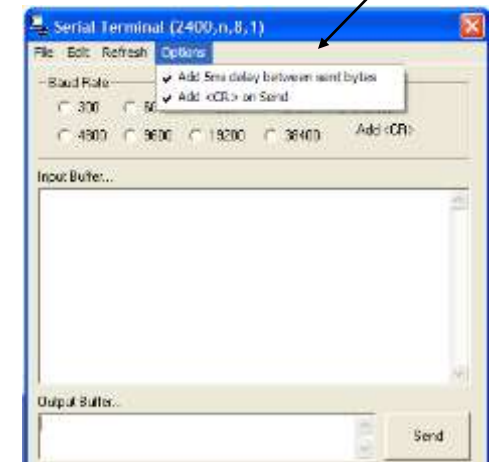 Serial Terminal (2400,n,8,1)
File Edit Refresh Options
Add 5ms delay between send bytes
Add <CR> on Send
Baud Rate
300
4800 9600 19200 38400 Add <CR>
Input Buffer...
Output Buffer...
Send